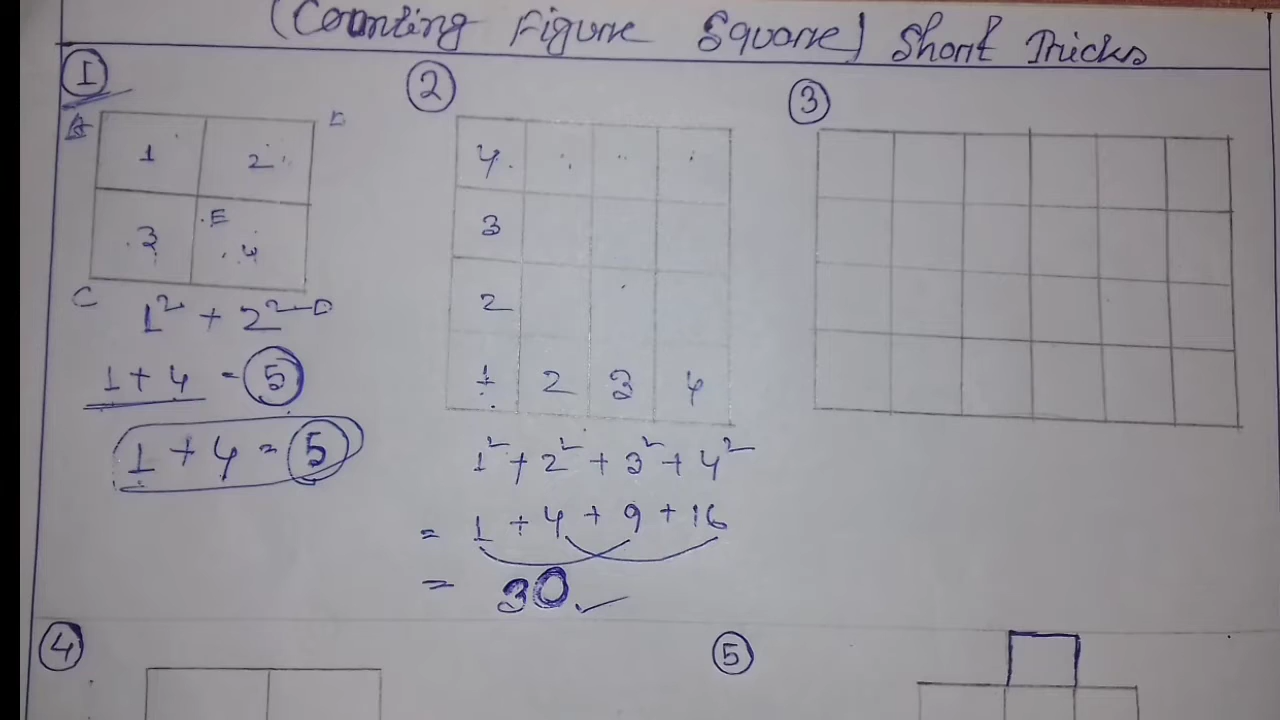 (Counting Figure Square) Short Tricks
1
A
B
1 2
E
3 4
C
D
1² + 2²
1 + 4 = 5
1 + 4 = 5
2
4
3
2
1 2 3 4
1² + 2² + 3² + 4²
= 1 + 4 + 9 + 16
= 30
3
4
5